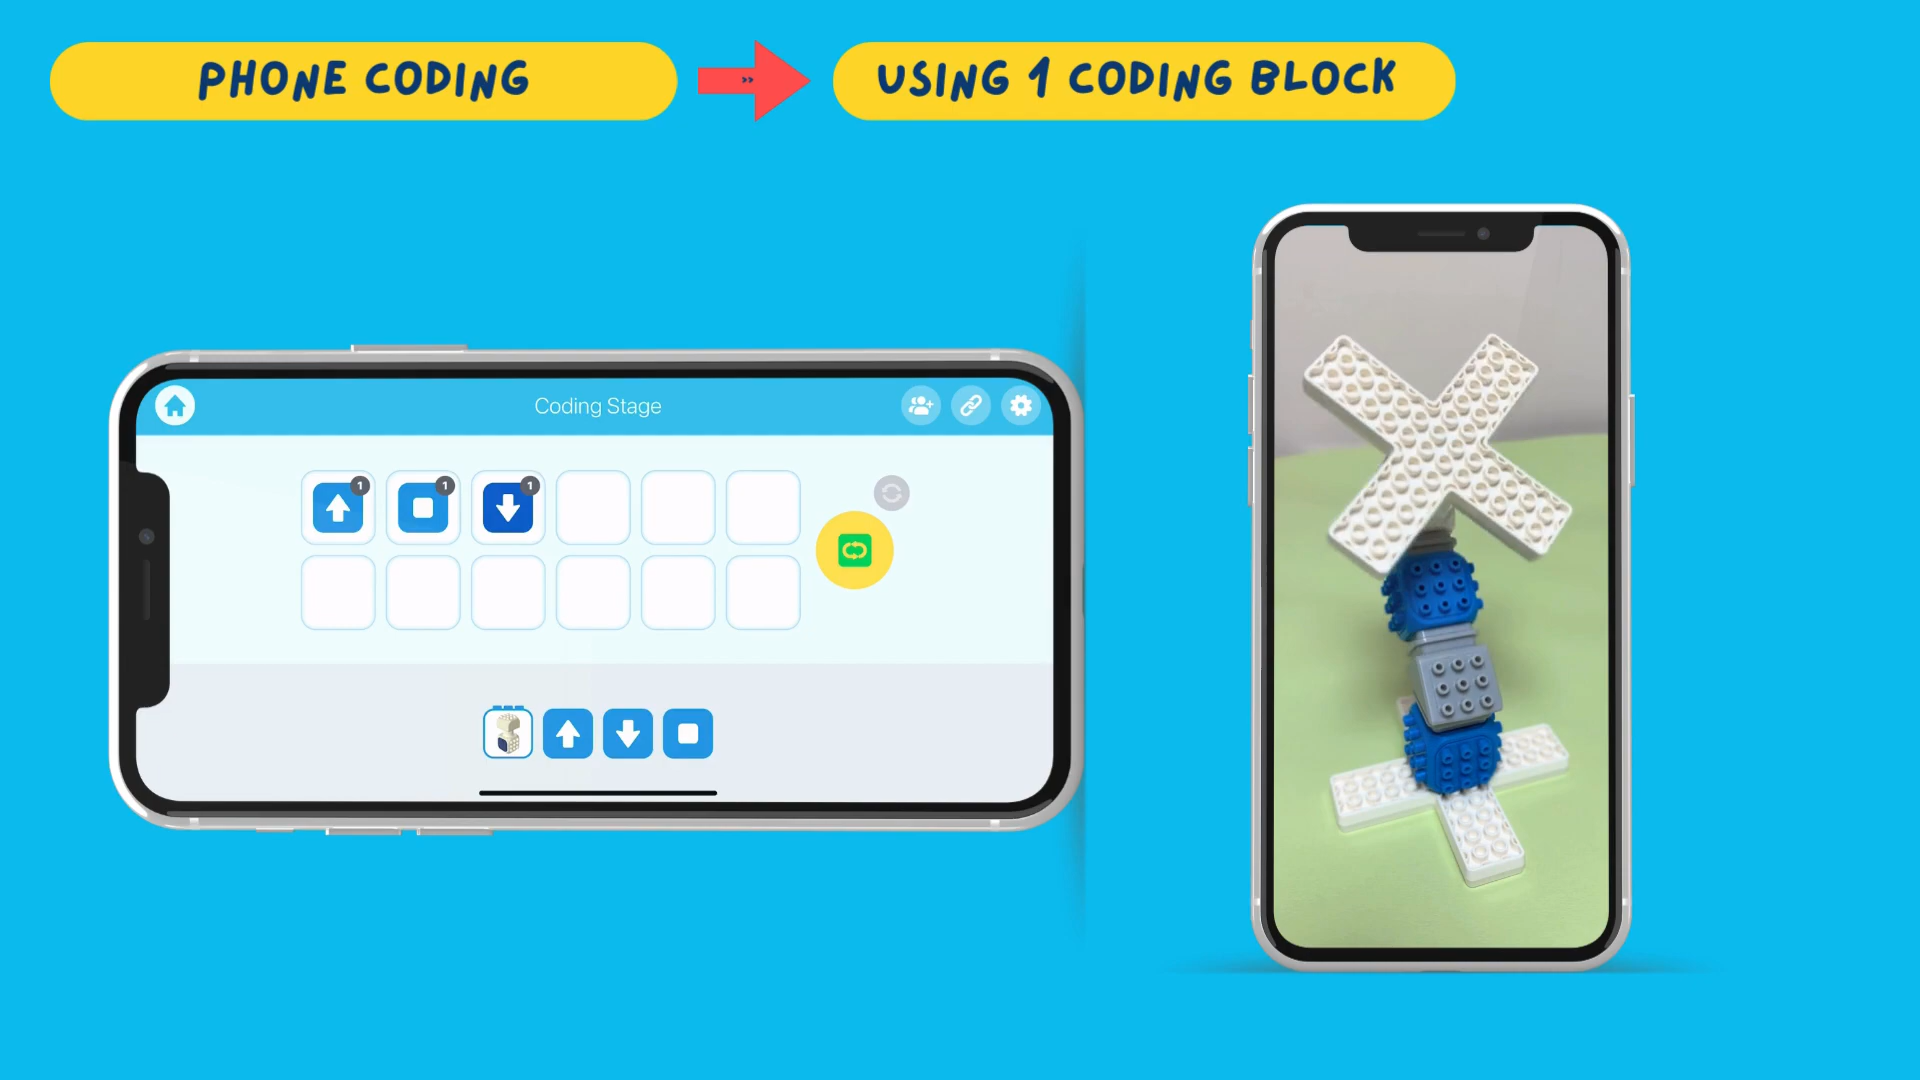 PHONE CODING
USING 1 CODING BLOCK
Coding Stage
1
1
1